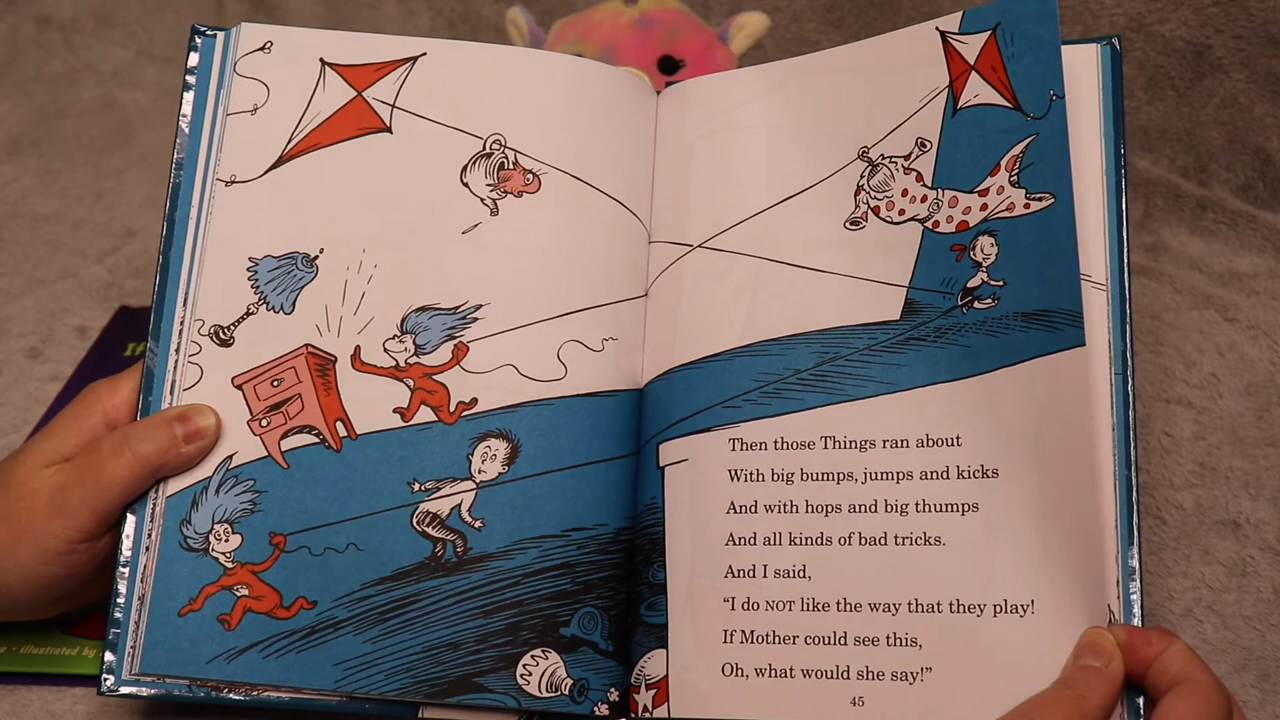 Then those Things ran about
With big bumps, jumps and kicks
And with hops and big thumps
And all kinds of bad tricks.
And I said,
“I do NOT like the way that they play!
If Mother could see this,
Oh, what would she say!”
45
illustrated by